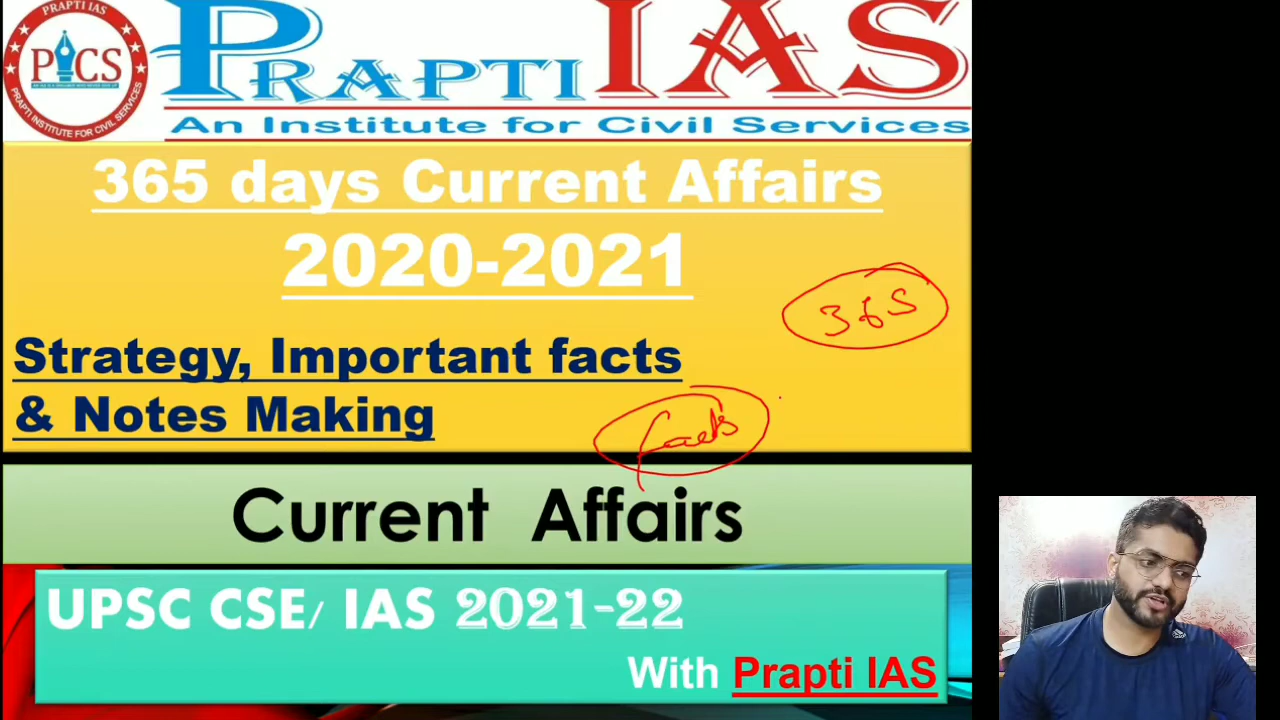 PRAPTI IAS
PICS
PRAPTI INSTITUTE FOR CIVIL SERVICES
PRAPTI IAS
An Institute for Civil Services
365 days Current Affairs
2020-2021
365
Strategy, Important facts
& Notes Making
facts
Current Affairs
UPSC CSE/ IAS 2021-22
With Prapti IAS